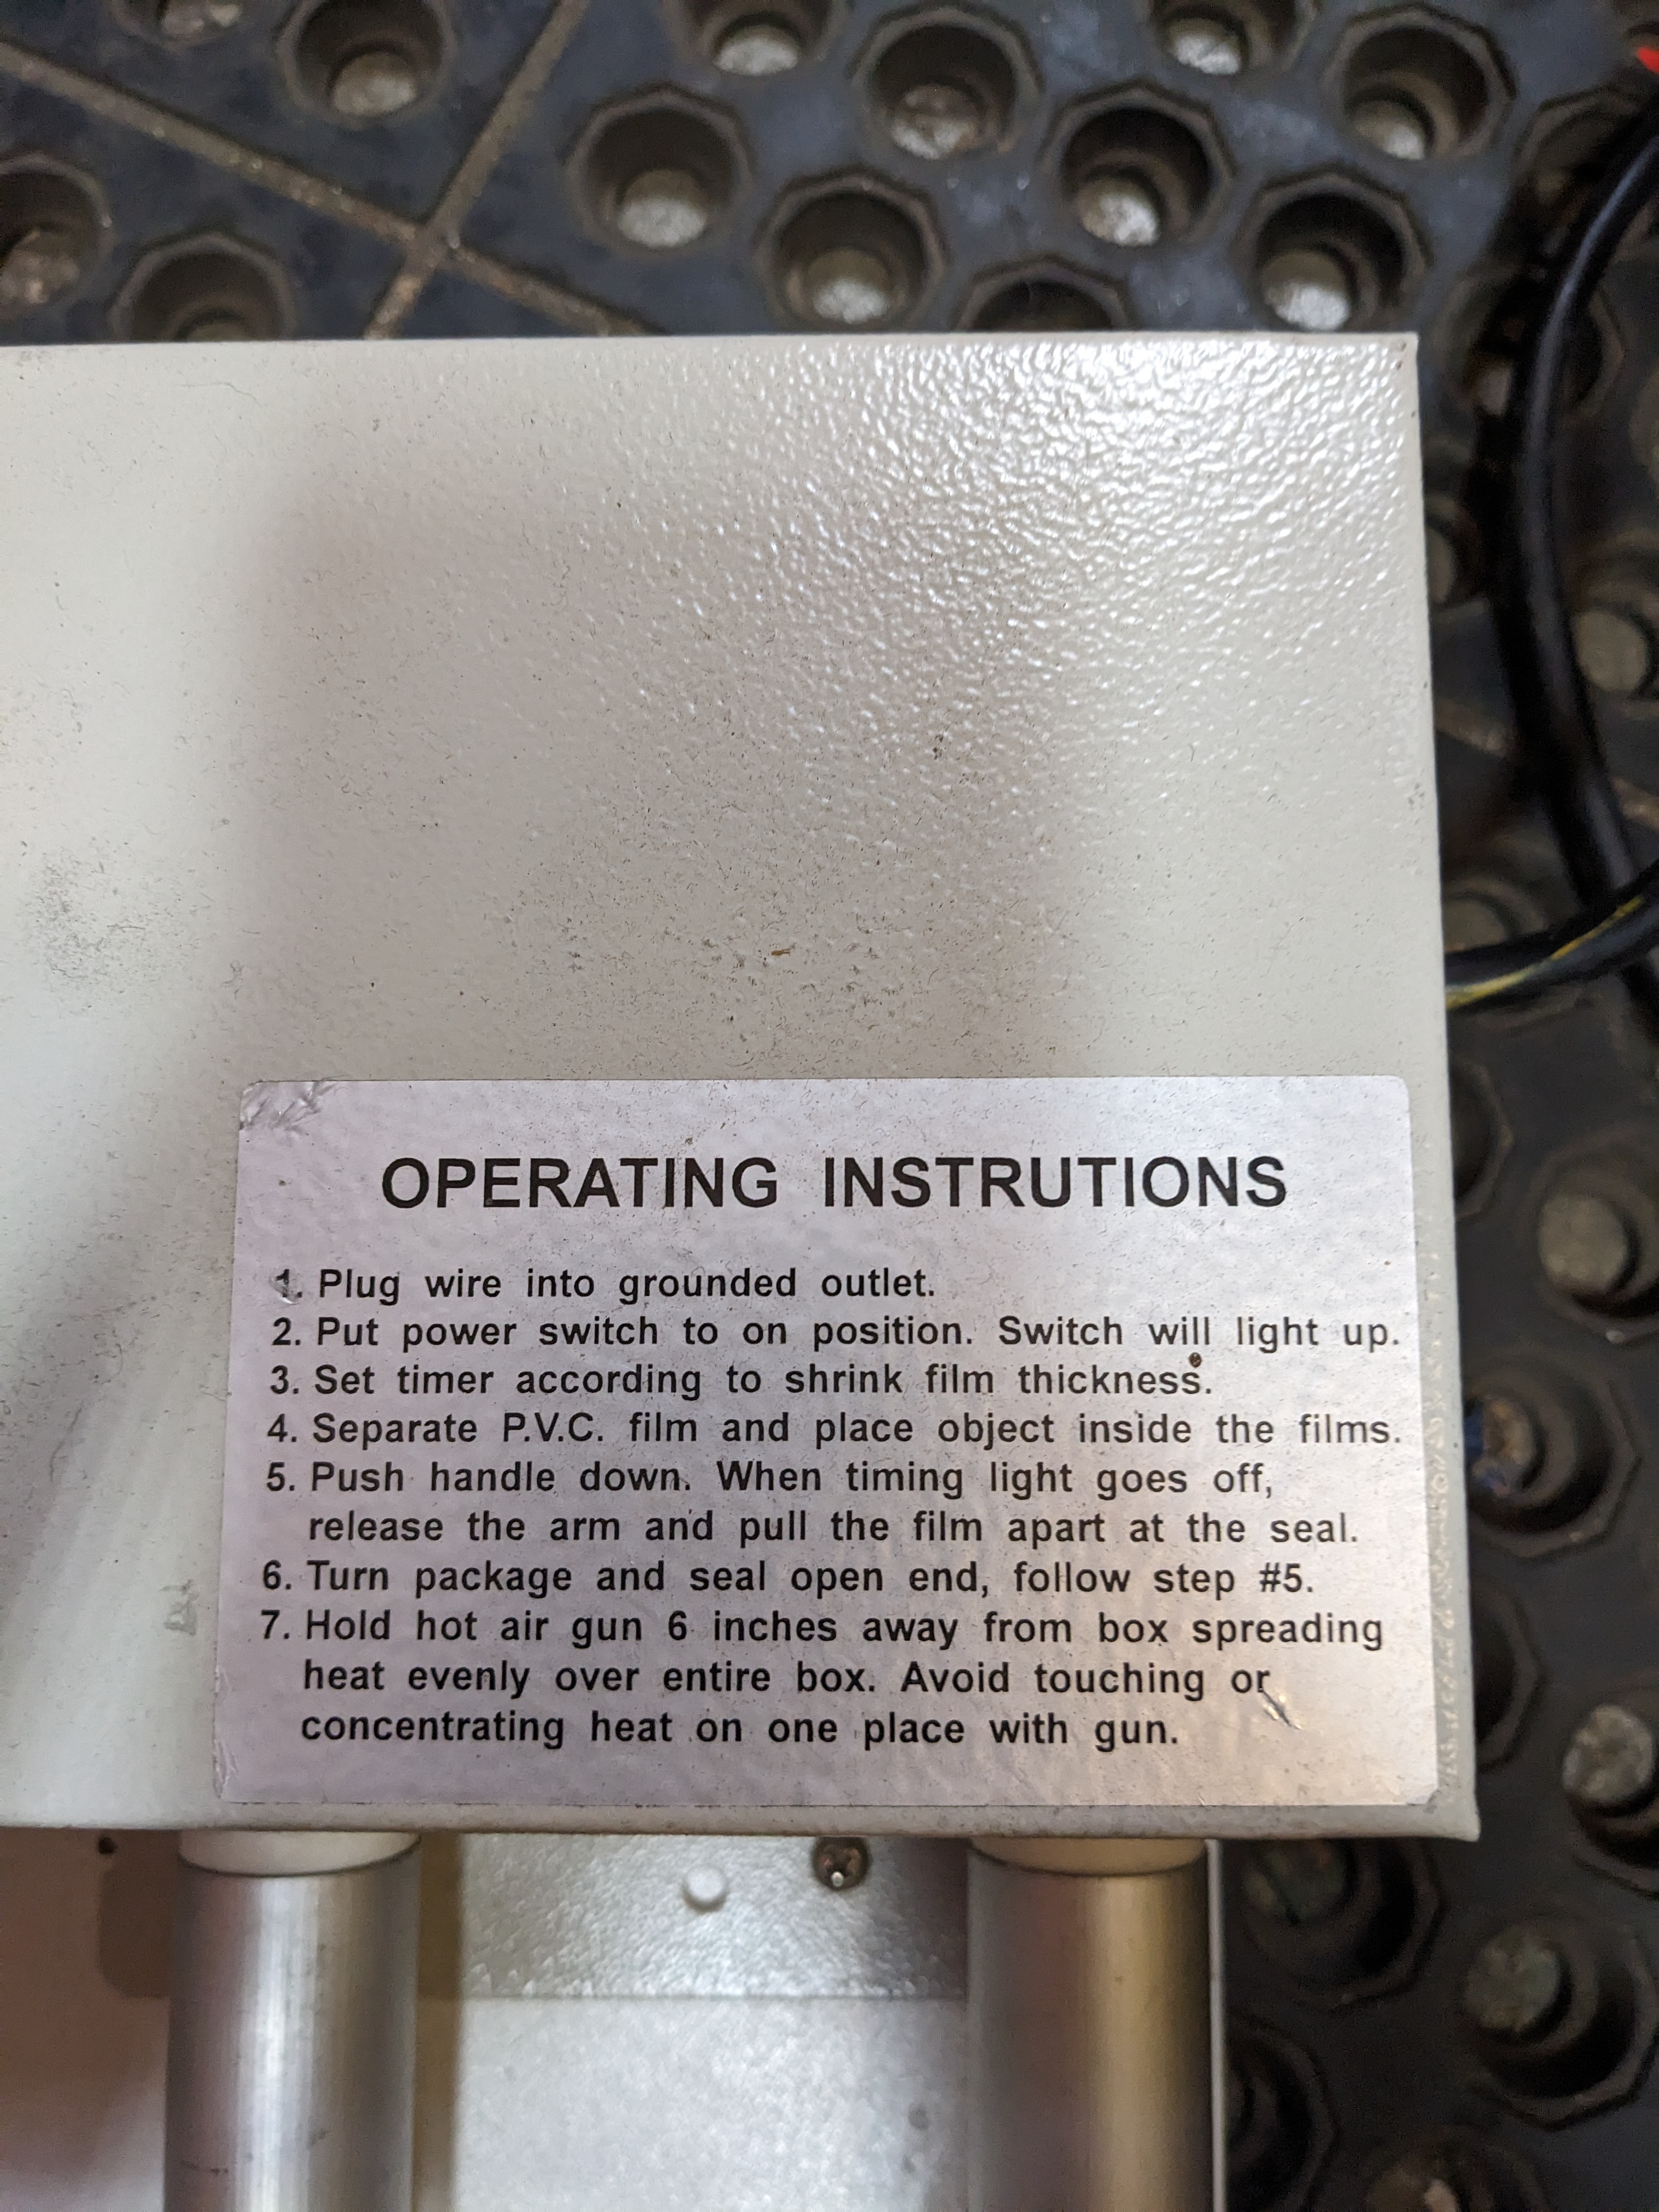 OPERATING INSTRUTIONS
1. Plug wire into grounded outlet.
2. Put power switch to on position. Switch will light up.
3. Set timer according to shrink film thickness.
4. Separate P.V.C. film and place object inside the films.
5. Push handle down. When timing light goes off,
release the arm and pull the film apart at the seal.
6. Turn package and seal open end, follow step #5.
7. Hold hot air gun 6 inches away from box spreading
heat evenly over entire box. Avoid touching or
concentrating heat on one place with gun.